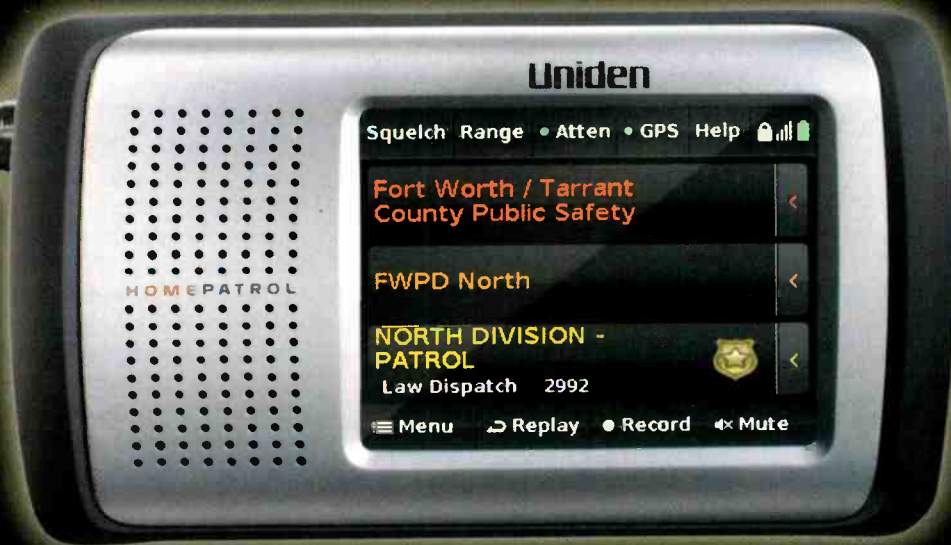 Uniden
Squelch Range Atten GPS Help
Fort Worth / Tarrant
County Public Safety
HOMEPATROL
FWPD North
NORTH DIVISION -
PATROL
Law Dispatch 2992
Menu Replay Record Mute